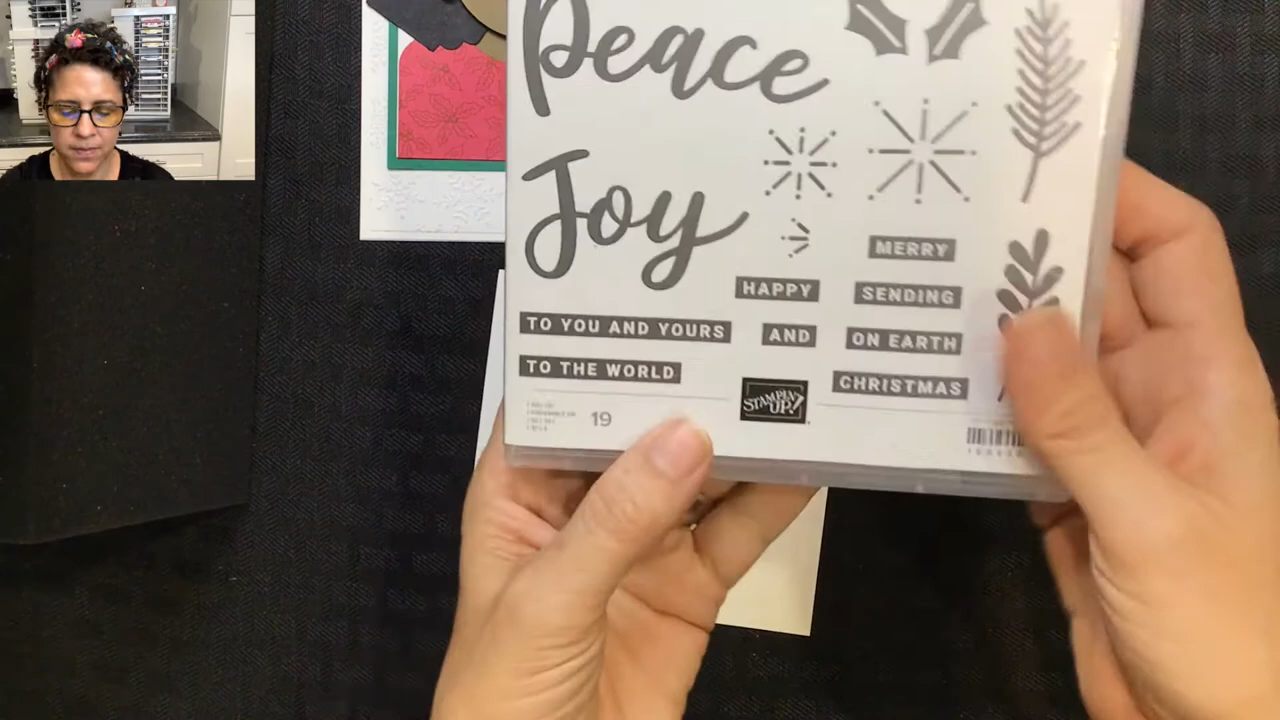 Peace
Joy
MERRY
HAPPY
SENDING
TO YOU AND YOURS
AND
ON EARTH
TO THE WORLD
CHRISTMAS
STAMPIN' UP!
19